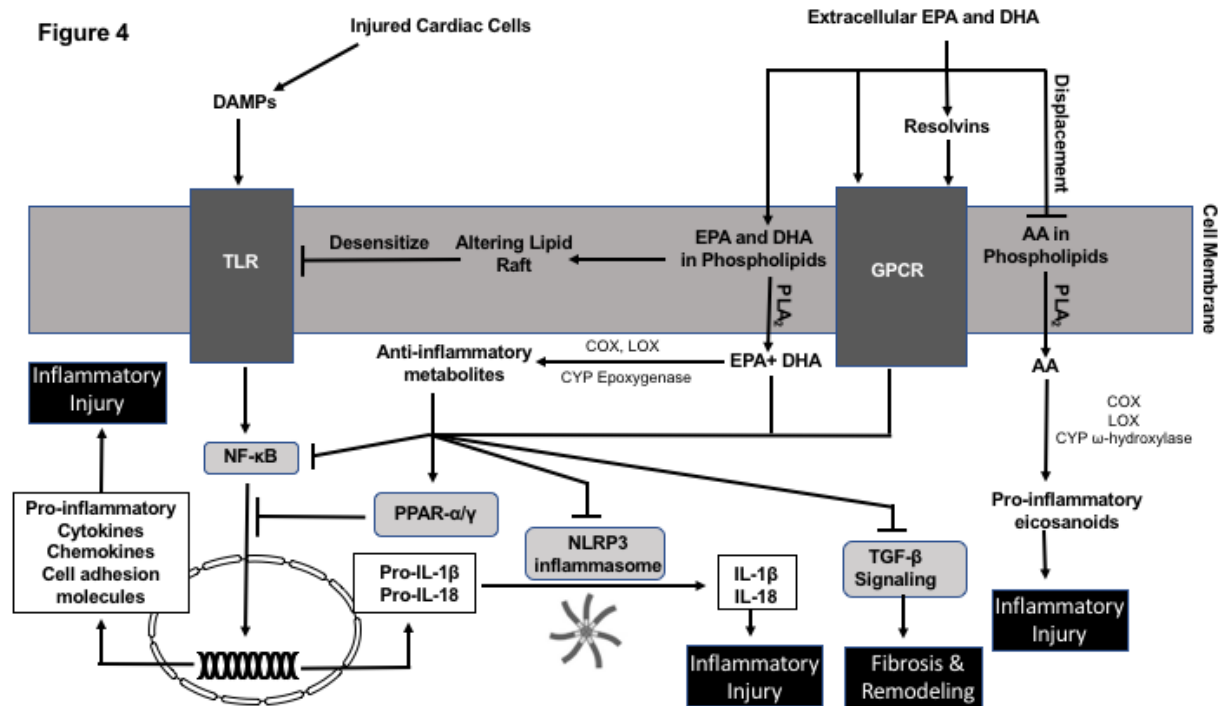 Figure 4
Injured Cardiac Cells
Extracellular EPA and DHA
DAMPs
Resolvins
Displacement
Cell Membrane
TLR
Desensitize
Altering Lipid
Raft
EPA and DHA
in Phospholipids
GPCR
AA in
Phospholipids
PLA₂
PLA₂
Anti-inflammatory
metabolites
COX, LOX
CYP Epoxygenase
EPA+ DHA
AA
Inflammatory
Injury
COX
LOX
CYP ω-hydroxylase
NF-κB
Pro-inflammatory
Cytokines
Chemokines
Cell adhesion
molecules
PPAR-α/γ
NLRP3
inflammasome
Pro-inflammatory
eicosanoids
Pro-IL-1β
Pro-IL-18
IL-1β
IL-18
TGF-β
Signaling
Inflammatory
Injury
Inflammatory
Injury
Fibrosis &
Remodeling